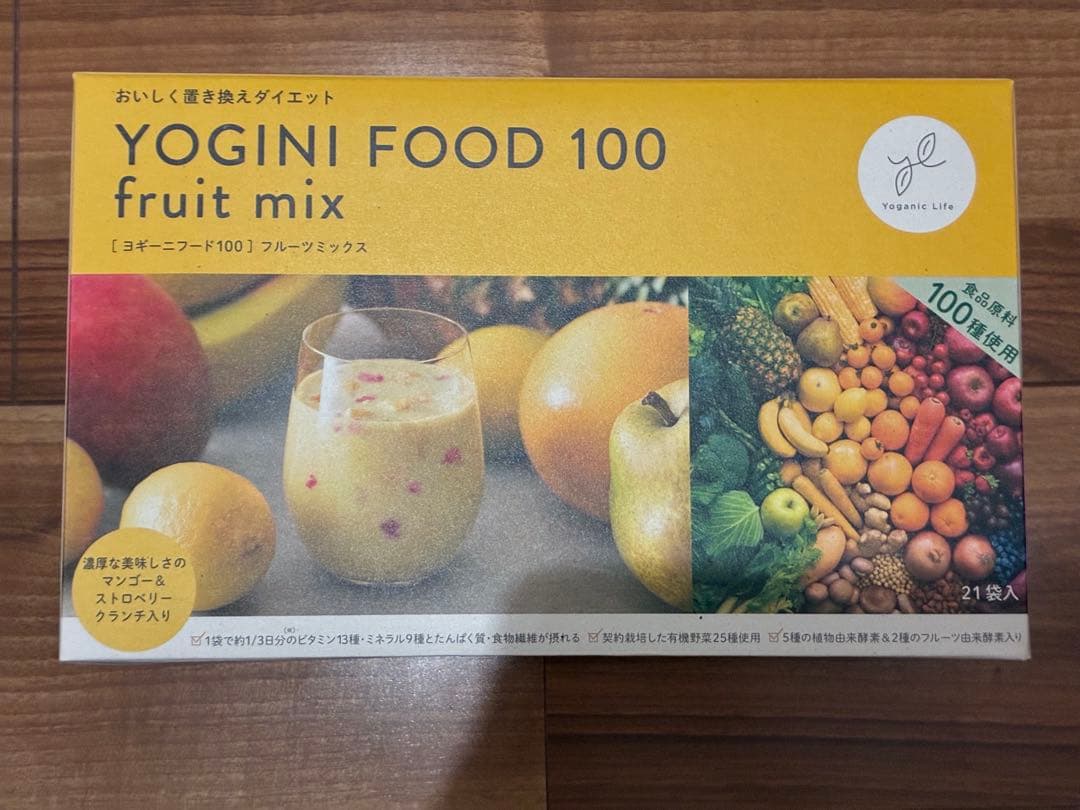 おいしく置き換えダイエット
YOGINI FOOD 100
fruit mix
[ ヨギーニフード100 ] フルーツミックス
Yoganic Life
食品原料
100種使用
濃厚な美味しさの
マンゴー&
ストロベリー
クランチ入り
21袋入
1袋で約1/3日分の(※)ビタミン13種・ミネラル9種とたんぱく質・食物繊維が摂れる 契約栽培した有機野菜25種使用 5種の植物由来酵素&2種のフルーツ由来酵素入り